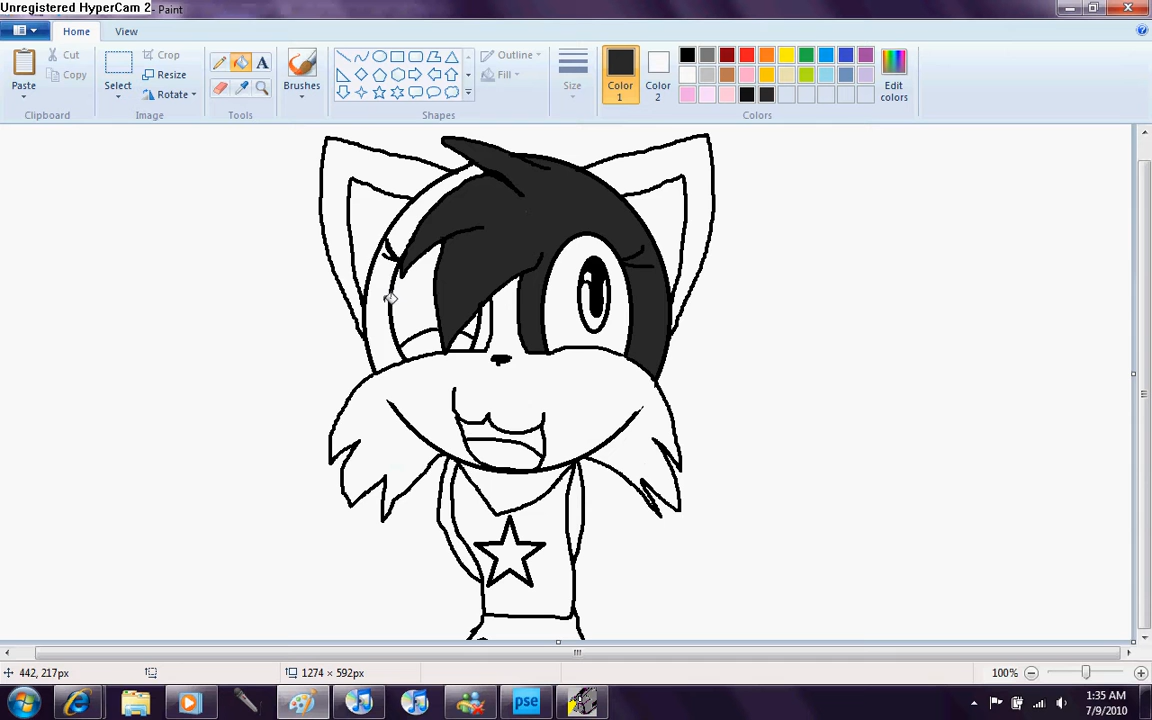 Unregistered HyperCam 2 - Paint
Home View
Paste
Cut
Copy
Clipboard
Select
Crop
Resize
Rotate
Image
A
Tools
Brushes
Outline
Fill
Shapes
Size
Color 1
Color 2
Colors
Edit colors
442, 217px
1274 × 592px
100%
pse
1:35 AM
7/9/2010